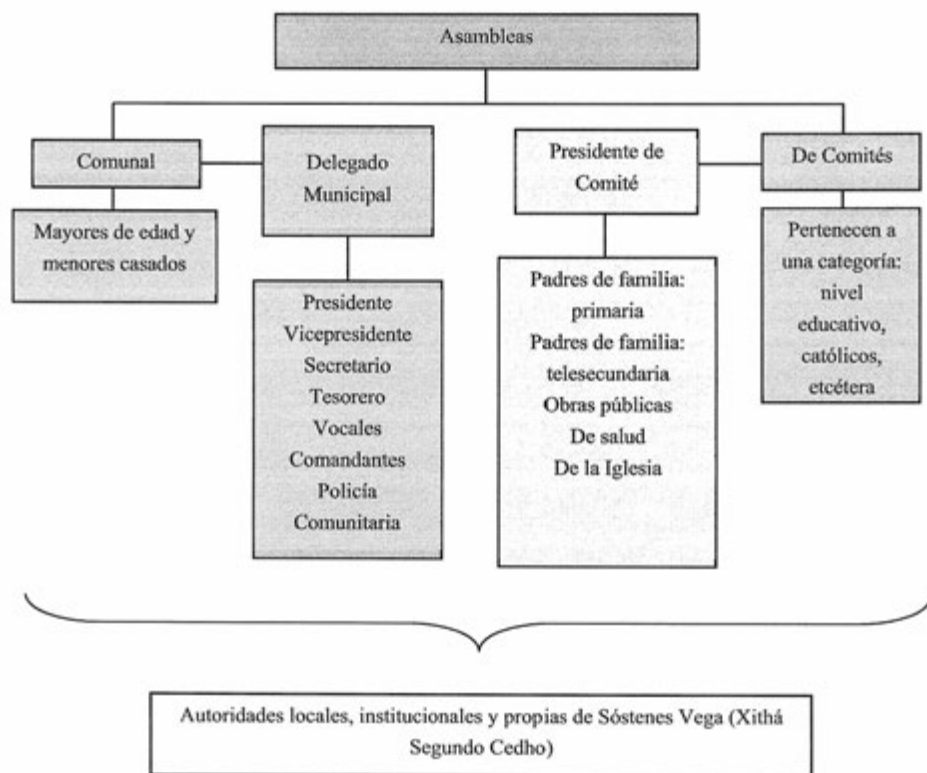 Asambleas
Comunal
Delegado
Municipal
Presidente de
Comité
De Comités
Mayores de edad y
menores casados
Presidente
Vicepresidente
Secretario
Tesorero
Vocales
Comandantes
Policía
Comunitaria
Padres de familia:
primaria
Padres de familia:
telesecundaria
Obras públicas
De salud
De la Iglesia
Pertenecen a
una categoría:
nivel
educativo,
católicos,
etcétera
Autoridades locales, institucionales y propias de Sóstenes Vega (Xithá
Segundo Cedho)